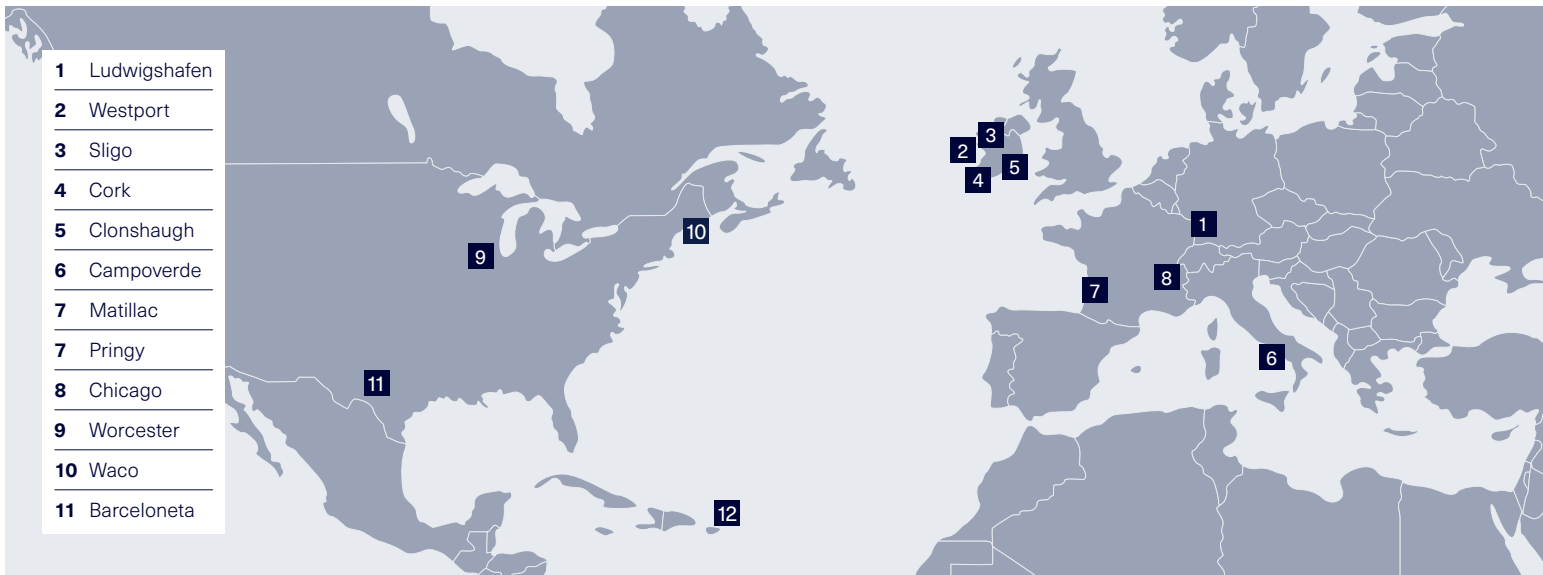 1 Ludwigshafen
2 Westport
3 Sligo
4 Cork
5 Clonshaugh
6 Campoverde
7 Matillac
7 Pringy
8 Chicago
9 Worcester
10 Waco
11 Barceloneta
3
2
5
4
1
10
9
8
7
6
11
12